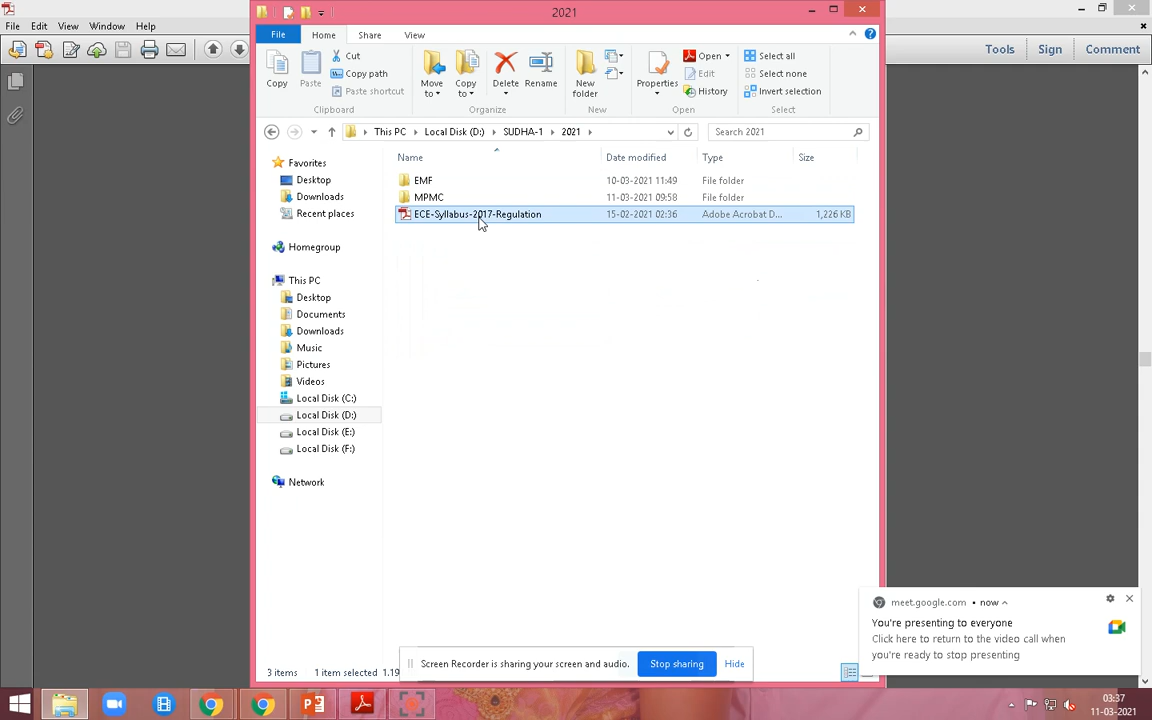 2021
File Edit View Window Help
File Home Share View
Tools Sign Comment
Copy Paste Cut Copy path Paste shortcut
Move to Copy to Delete Rename
New folder
Properties Open Edit History
Select all Select none Invert selection
Clipboard Organize New Open Select
This PC Local Disk (D:) SUDHA-1 2021
Search 2021
Name Date modified Type Size
EMF 10-03-2021 11:49 File folder
MPMC 11-03-2021 09:58 File folder
ECE-Syllabus-2017-Regulation 15-02-2021 02:36 Adobe Acrobat D... 1,226 KB
Favorites
Desktop
Downloads
Recent places
Homegroup
This PC
Desktop
Documents
Downloads
Music
Pictures
Videos
Local Disk (C:)
Local Disk (D:)
Local Disk (E:)
Local Disk (F:)
Network
meet.google.com • now
You're presenting to everyone
Click here to return to the video call when
you're ready to stop presenting
Screen Recorder is sharing your screen and audio. Stop sharing Hide
3 items 1 item selected 1.19
03:37
11-03-2021